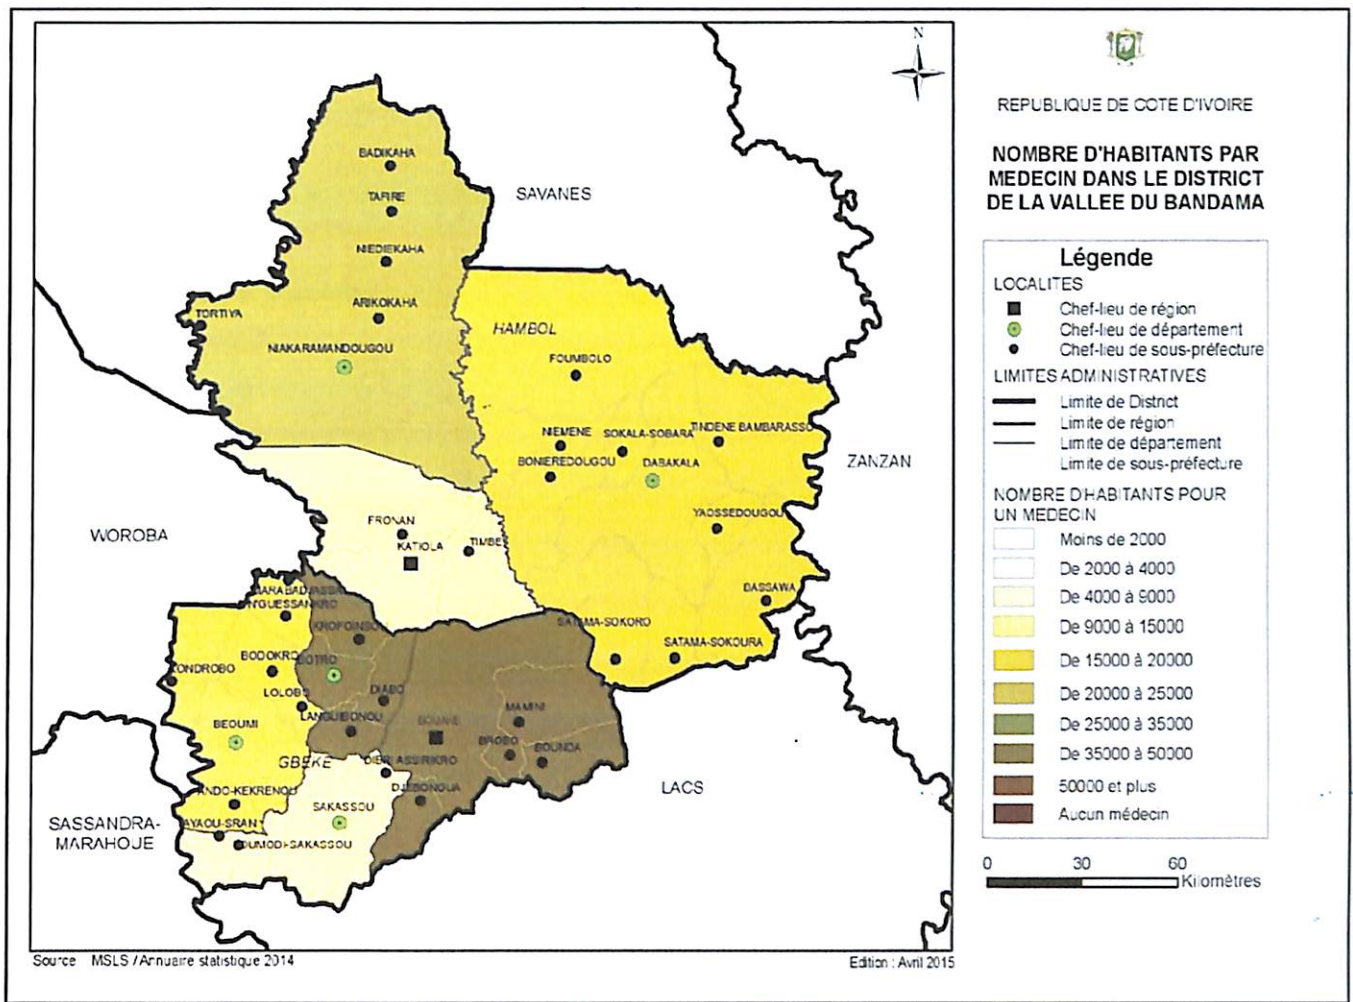 N
REPUBLIQUE DE COTE D'IVOIRE
NOMBRE D'HABITANTS PAR
MEDECIN DANS LE DISTRICT
DE LA VALLEE DU BANDAMA
Légende
LOCALITES
Chef-lieu de région
Chef-lieu de département
Chef-lieu de sous-préfecture
LIMITES ADMINISTRATIVES
Limite de District
Limite de région
Limite de département
Limite de sous-préfecture
NOMBRE D'HABITANTS POUR
UN MEDECIN
Moins de 2000
De 2000 à 4000
De 4000 à 9000
De 9000 à 15000
De 15000 à 20000
De 20000 à 25000
De 25000 à 35000
De 35000 à 50000
50000 et plus
Aucun médecin
0 30 60
Kilomètres
BADIKAHA
SAVANES
TAFIRE
NIEDIEKAHA
ARIKOKAHA
TORTIYA
HAMBOL
NIAKARAMANDOUGOU
FOUMBOLO
TINDENE BAMBARASSO
NIEMENE
SOKALA-SOBARA
BONIEREDOUGOU
DABAKALA
ZANZAN
YAOSSEDOUGOU
FRONAN
WOROBA
KATIOLA
TIMBE
BASSAWA
N'GUESSANKRO
SATAMA-SOKORO
KROFOINSOU
SATAMA-SOKOURA
BODOKRO
BOTRO
KONDROBO
LOLOBO
DIABO
MAMINI
LANGUIBONOU
BOUAKE
BEOUMI
BROBO
BOUNDA
GBEKE
DIBRI ASSIRIKRO
DJEBONOUA
LACS
ANDO-KEKRENOU
SAKASSOU
SASSANDRA-
MARAHOUE
AYAOU-SRAN
TOUMODI-SAKASSOU
Source MSLS / Annuaire statistique 2014
Edition : Avril 2015